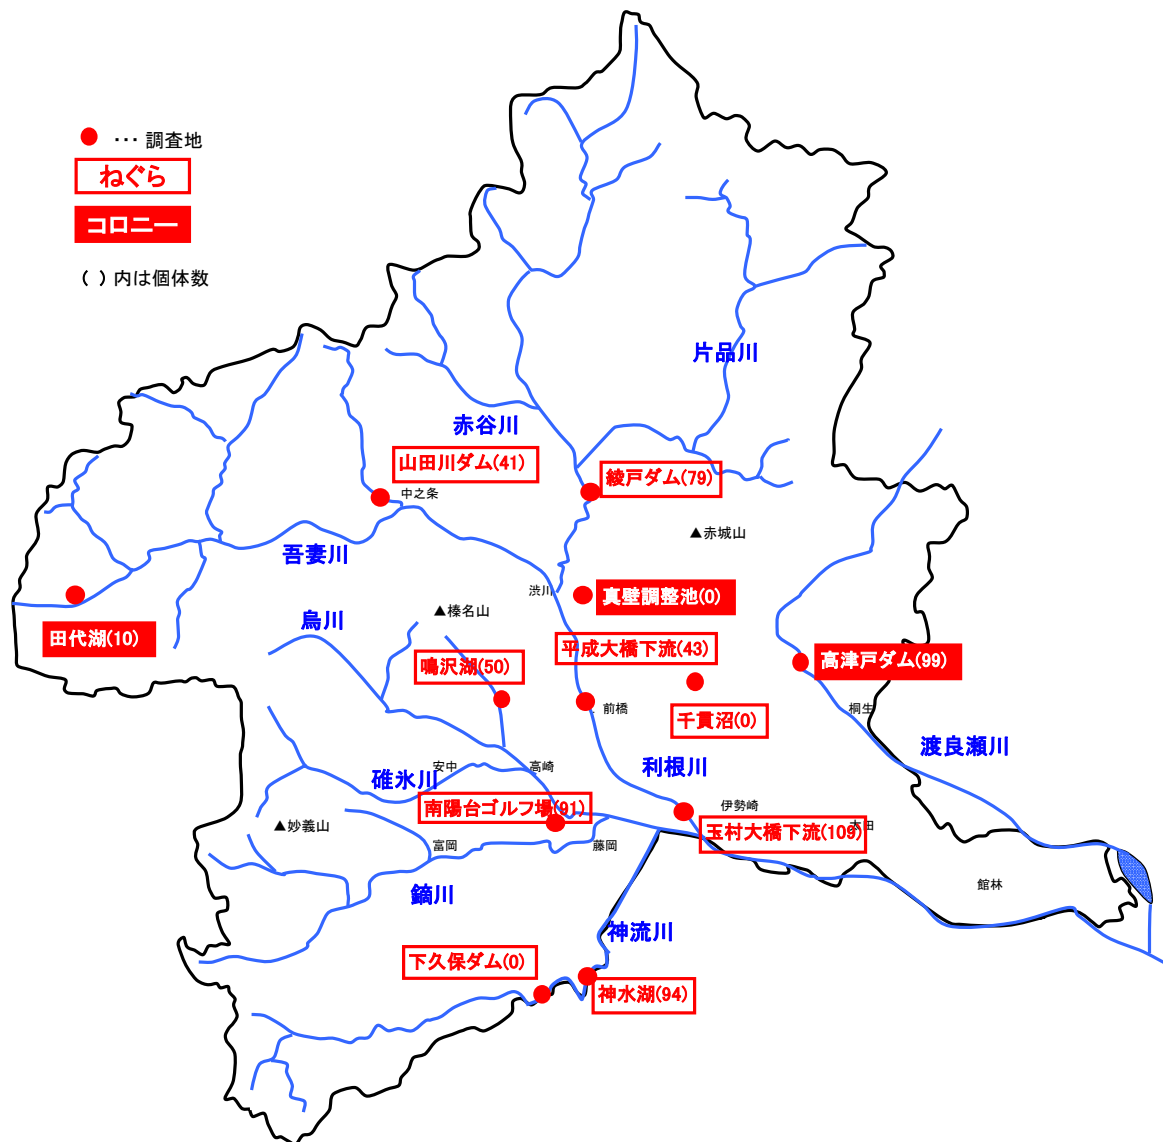 … 調査地
ねぐら
コロニー
( ) 内は個体数
片品川
赤谷川
山田川ダム(41)
綾戸ダム(79)
中之条
▲赤城山
吾妻川
渋川
真壁調整池(0)
▲榛名山
烏川
田代湖(10)
平成大橋下流(43)
高津戸ダム(99)
鳴沢湖(50)
前橋
千貫沼(0)
桐生
渡良瀬川
利根川
安中
高崎
碓氷川
南陽台ゴルフ場(91)
伊勢崎
▲妙義山
玉村大橋下流(109)
太田
富岡
藤岡
館林
鏑川
神流川
下久保ダム(0)
神水湖(94)